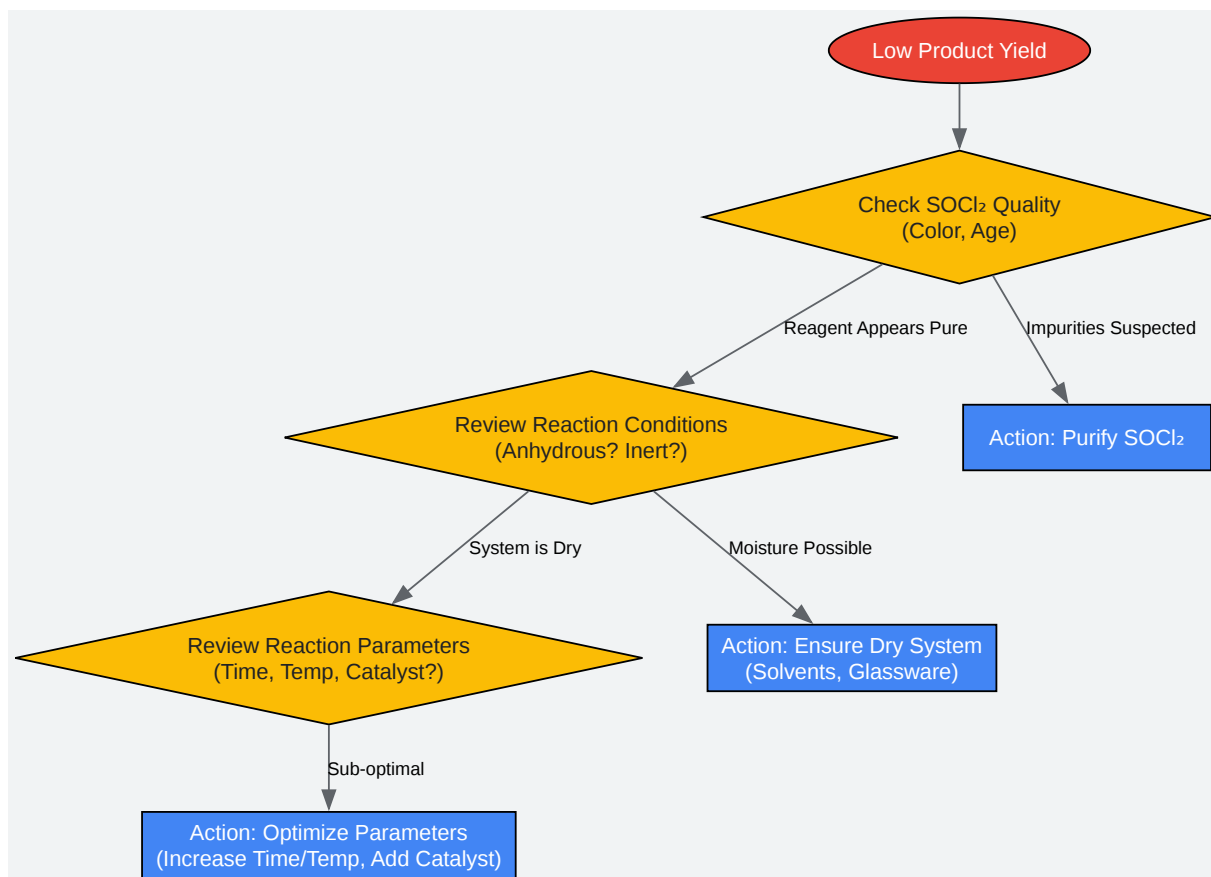 Low Product Yield
Check SOCl₂ Quality
(Color, Age)
Reagent Appears Pure
Impurities Suspected
Review Reaction Conditions
(Anhydrous? Inert?)
Action: Purify SOCl₂
System is Dry
Moisture Possible
Review Reaction Parameters
(Time, Temp, Catalyst?)
Action: Ensure Dry System
(Solvents, Glassware)
Sub-optimal
Action: Optimize Parameters
(Increase Time/Temp, Add Catalyst)